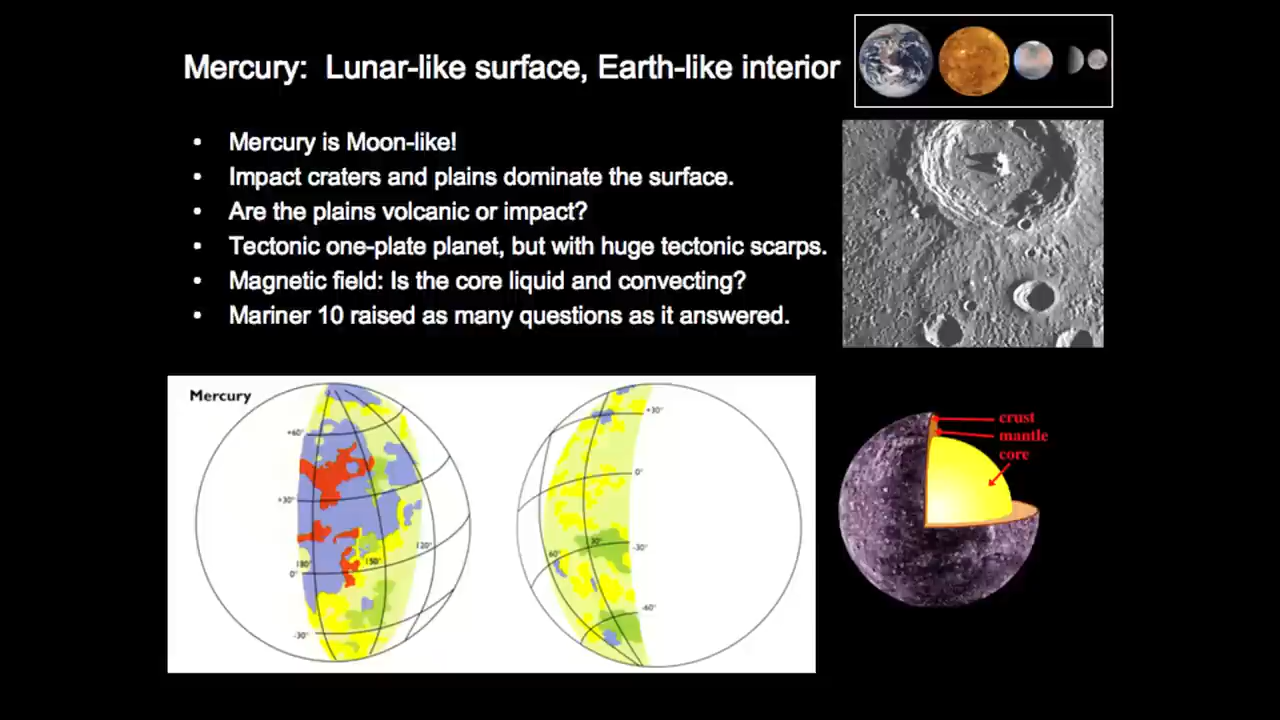 Mercury: Lunar-like surface, Earth-like interior
• Mercury is Moon-like!
• Impact craters and plains dominate the surface.
• Are the plains volcanic or impact?
• Tectonic one-plate planet, but with huge tectonic scarps.
• Magnetic field: Is the core liquid and convecting?
• Mariner 10 raised as many questions as it answered.
Mercury
+60°
+30°
180°
150°
120°
0°
-30°
+30°
0°
-30°
30°
60°
-60°
crust
mantle
core